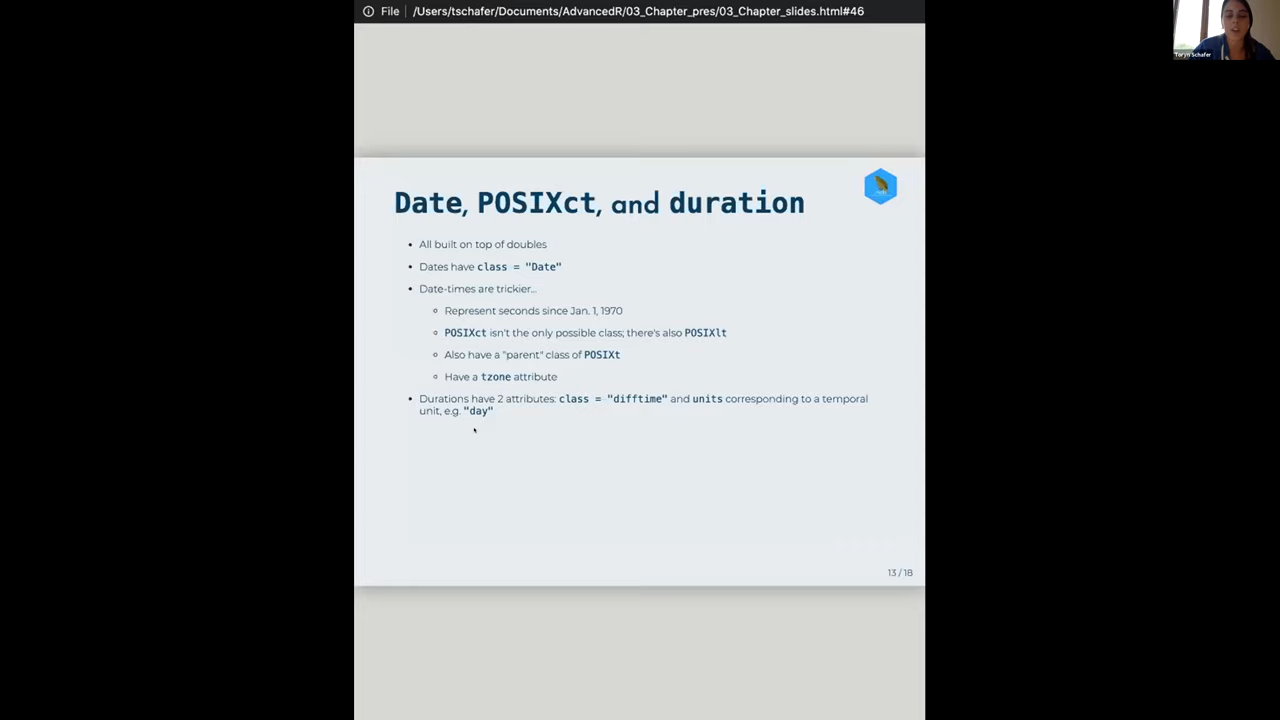 File /Users/tschafer/Documents/AdvancedR/03_Chapter_pres/03_Chapter_slides.html#46
Toryn Schafer
Date, POSIXct, and duration
• All built on top of doubles
• Dates have class = "Date"
• Date-times are trickier...
Represent seconds since Jan. 1, 1970
POSIXct isn't the only possible class; there's also POSIXlt
Also have a "parent" class of POSIXt
Have a tzone attribute
• Durations have 2 attributes: class = "difftime" and units corresponding to a temporal
unit, e.g. "day"
13 / 18